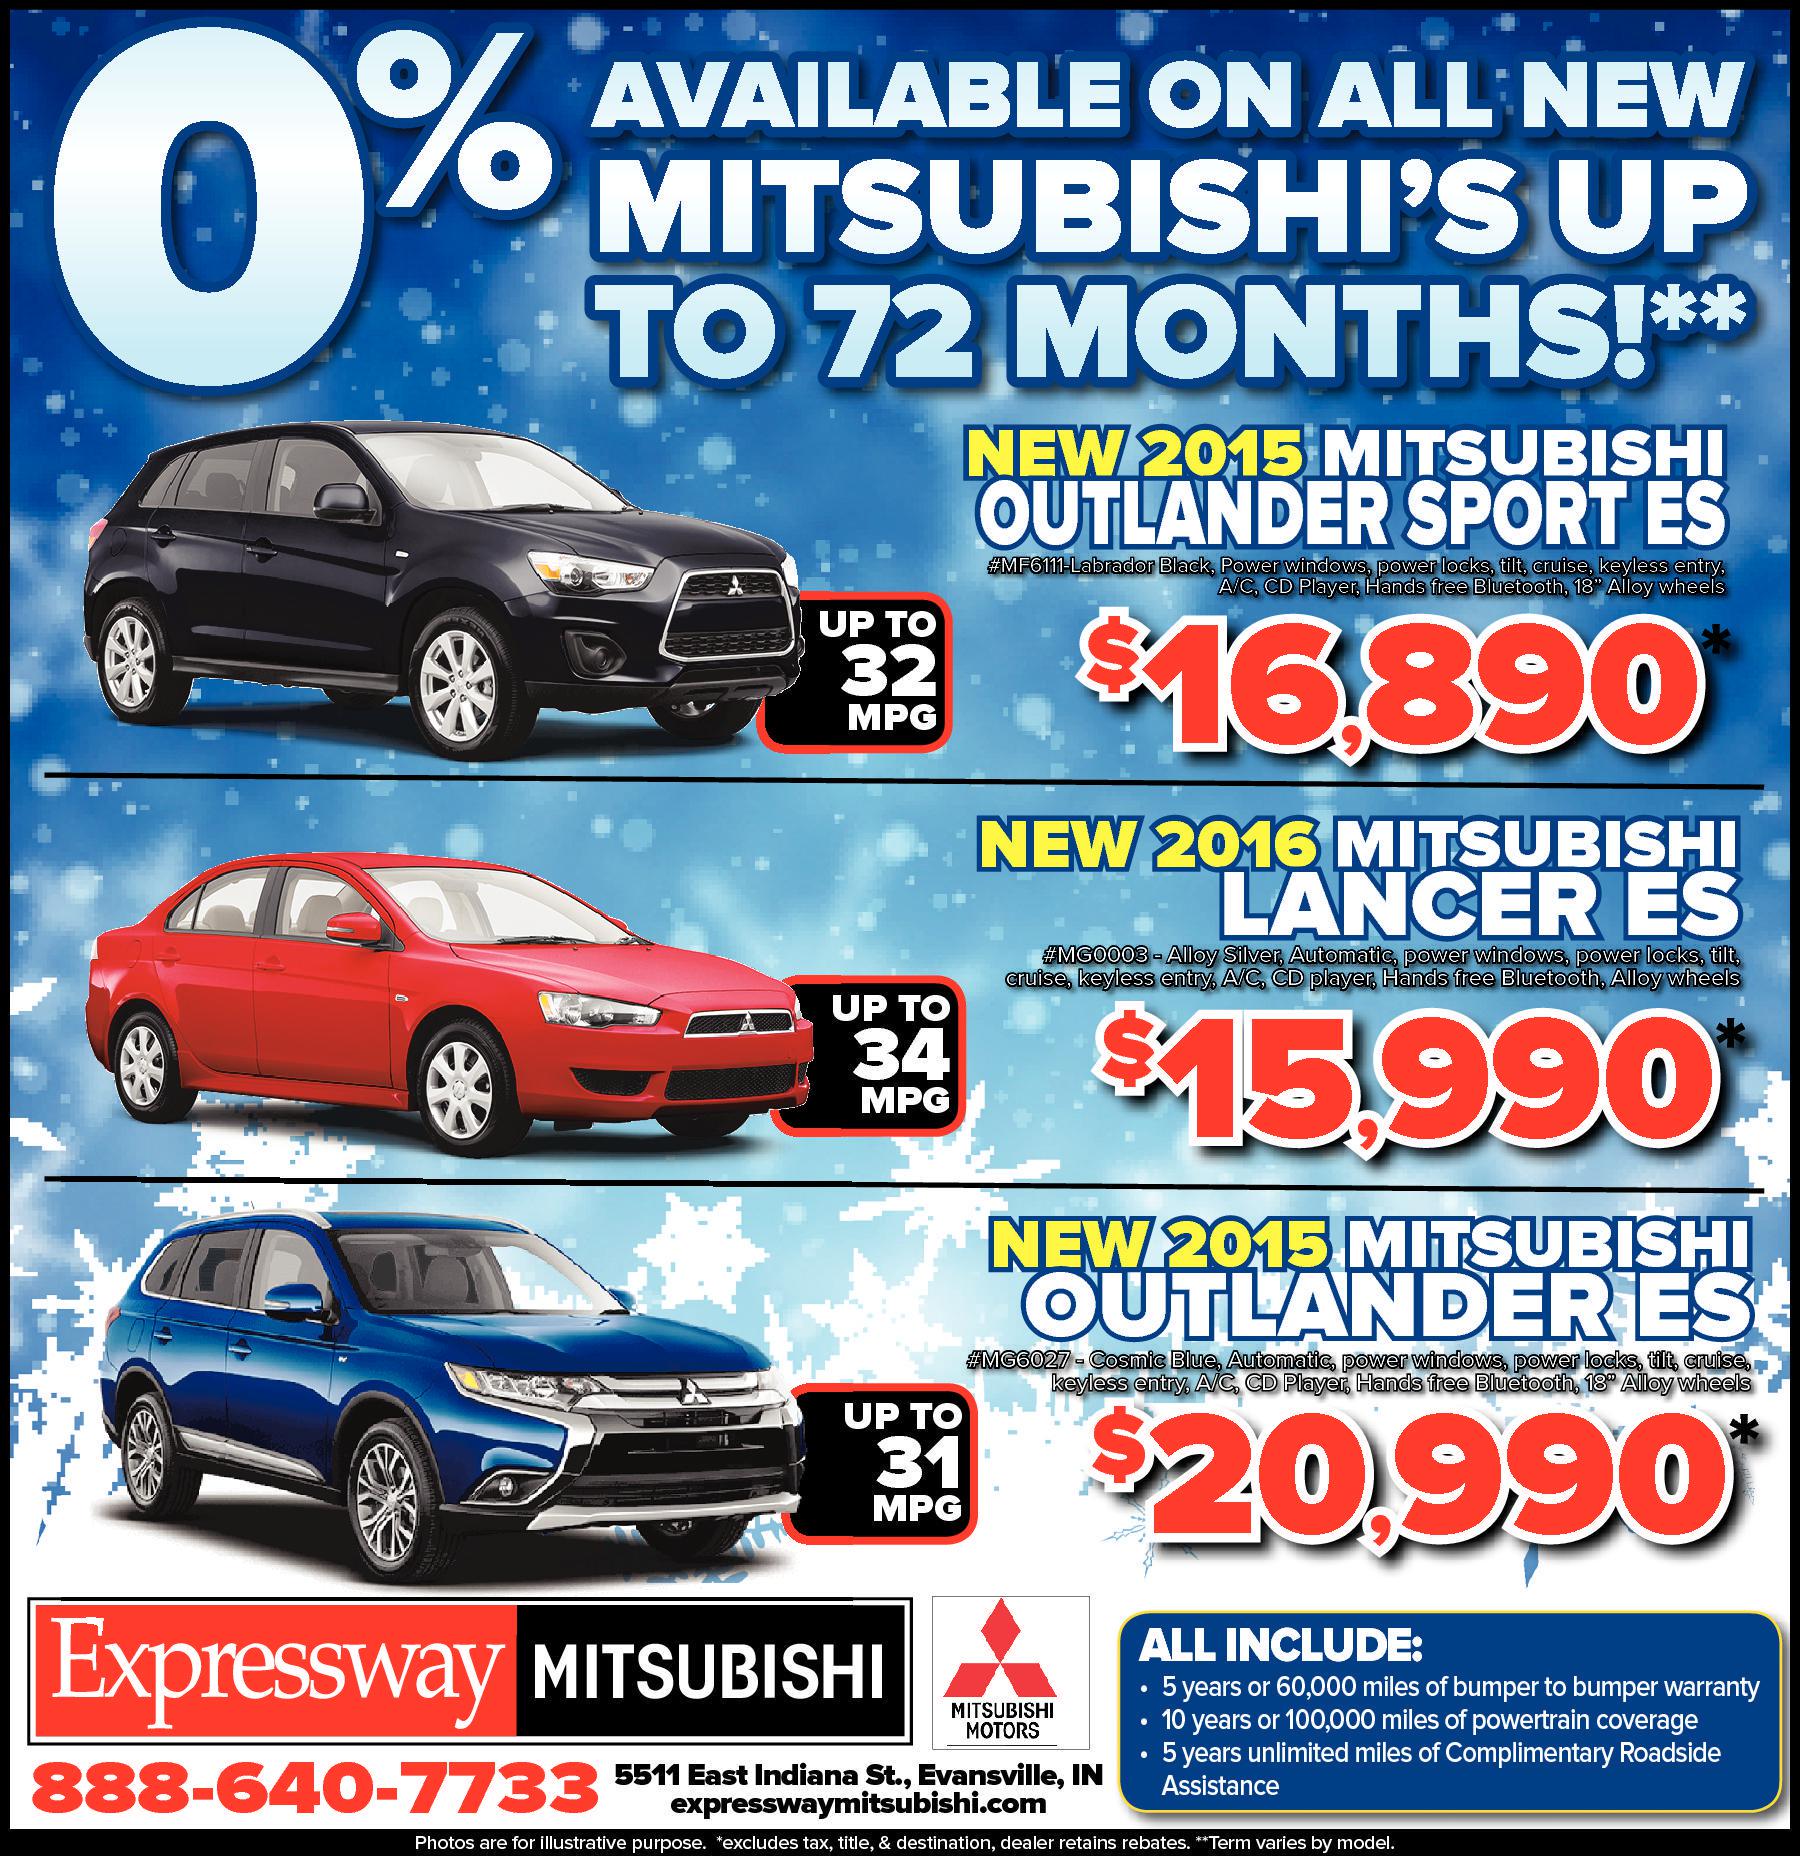 0% AVAILABLE ON ALL NEW
MITSUBISHI'S UP
TO 72 MONTHS!**
NEW 2015 MITSUBISHI
OUTLANDER SPORT ES
#MF6111-Labrador Black, Power windows, power locks, tilt, cruise, keyless entry,
A/C, CD Player, Hands free Bluetooth, 18" Alloy wheels
UP TO
32
MPG
$16,890*
NEW 2016 MITSUBISHI
LANCER ES
#MG0003 - Alloy Silver, Automatic, power windows, power locks, tilt,
cruise, keyless entry, A/C, CD player, Hands free Bluetooth, Alloy wheels
UP TO
34
MPG
$15,990*
NEW 2015 MITSUBISHI
OUTLANDER ES
#MG6027 - Cosmic Blue, Automatic, power windows, power locks, tilt, cruise,
keyless entry, A/C, CD Player, Hands free Bluetooth, 18" Alloy wheels
UP TO
31
MPG
$20,990*
Expressway MITSUBISHI
MITSUBISHI
MOTORS
888-640-7733
5511 East Indiana St., Evansville, IN
expresswaymitsubishi.com
ALL INCLUDE:
• 5 years or 60,000 miles of bumper to bumper warranty
• 10 years or 100,000 miles of powertrain coverage
• 5 years unlimited miles of Complimentary Roadside
Assistance
Photos are for illustrative purpose. *excludes tax, title, & destination, dealer retains rebates. **Term varies by model.